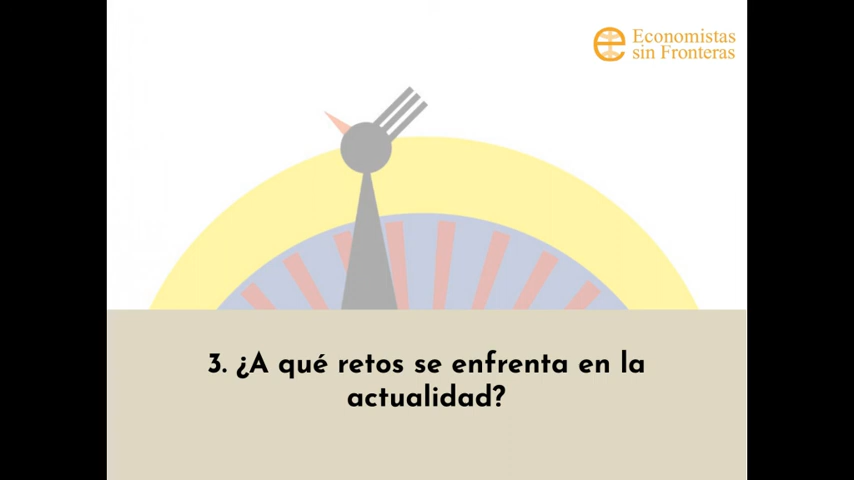 Economistas
sin Fronteras
3. ¿A qué retos se enfrenta en la
actualidad?